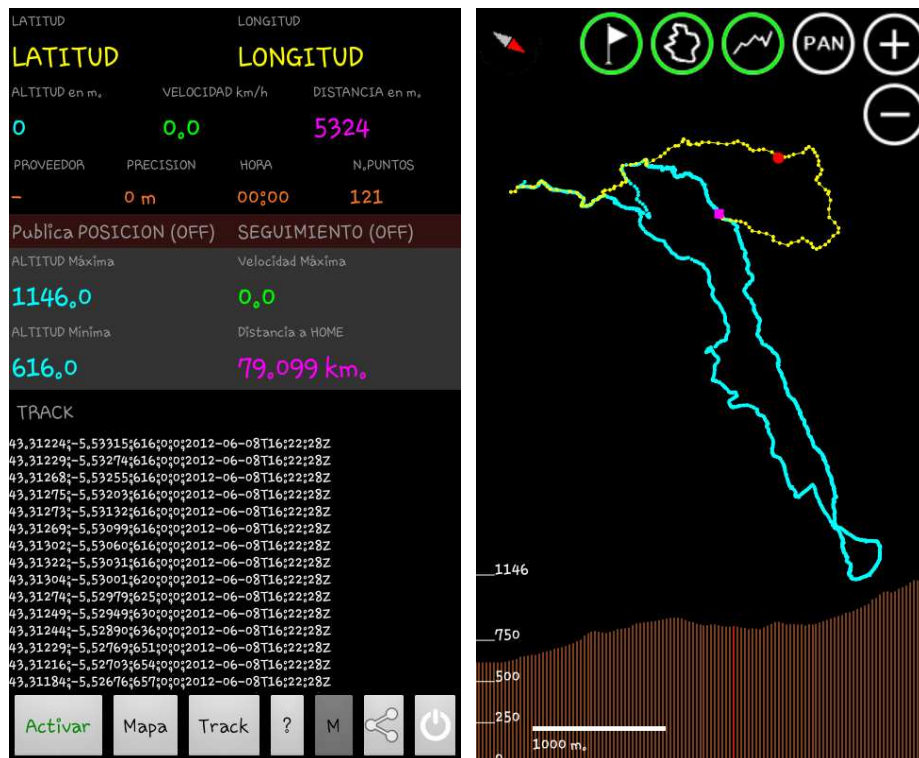 LATITUD LONGITUD
LATITUD LONGITUD
ALTITUD en m. VELOCIDAD km/h DISTANCIA en m.
0 0.0 5324
PROVEEDOR PRECISION HORA N.PUNTOS
- 0 m 00:00 121
Publica POSICION (OFF) SEGUIMIENTO (OFF)
ALTITUD Máxima Velocidad Máxima
1146.0 0.0
ALTITUD Mínima Distancia a HOME
616.0 79.099 km.
TRACK
43.31224;-5.53315;616;0;0;2012-06-08T16:22:28Z
43.31229;-5.53274;616;0;0;2012-06-08T16:22:28Z
43.31268;-5.53255;616;0;0;2012-06-08T16:22:28Z
43.31275;-5.53203;616;0;0;2012-06-08T16:22:28Z
43.31273;-5.53132;616;0;0;2012-06-08T16:22:28Z
43.31269;-5.53099;616;0;0;2012-06-08T16:22:28Z
43.31302;-5.53060;616;0;0;2012-06-08T16:22:28Z
43.31322;-5.53031;616;0;0;2012-06-08T16:22:28Z
43.31304;-5.53001;620;0;0;2012-06-08T16:22:28Z
43.31274;-5.52979;625;0;0;2012-06-08T16:22:28Z
43.31249;-5.52949;630;0;0;2012-06-08T16:22:28Z
43.31244;-5.52890;636;0;0;2012-06-08T16:22:28Z
43.31229;-5.52769;651;0;0;2012-06-08T16:22:28Z
43.31216;-5.52703;654;0;0;2012-06-08T16:22:28Z
43.31184;-5.52676;657;0;0;2012-06-08T16:22:28Z
Activar Mapa Track ? M
PAN + −
1146
750
500
250
1000 m.
0